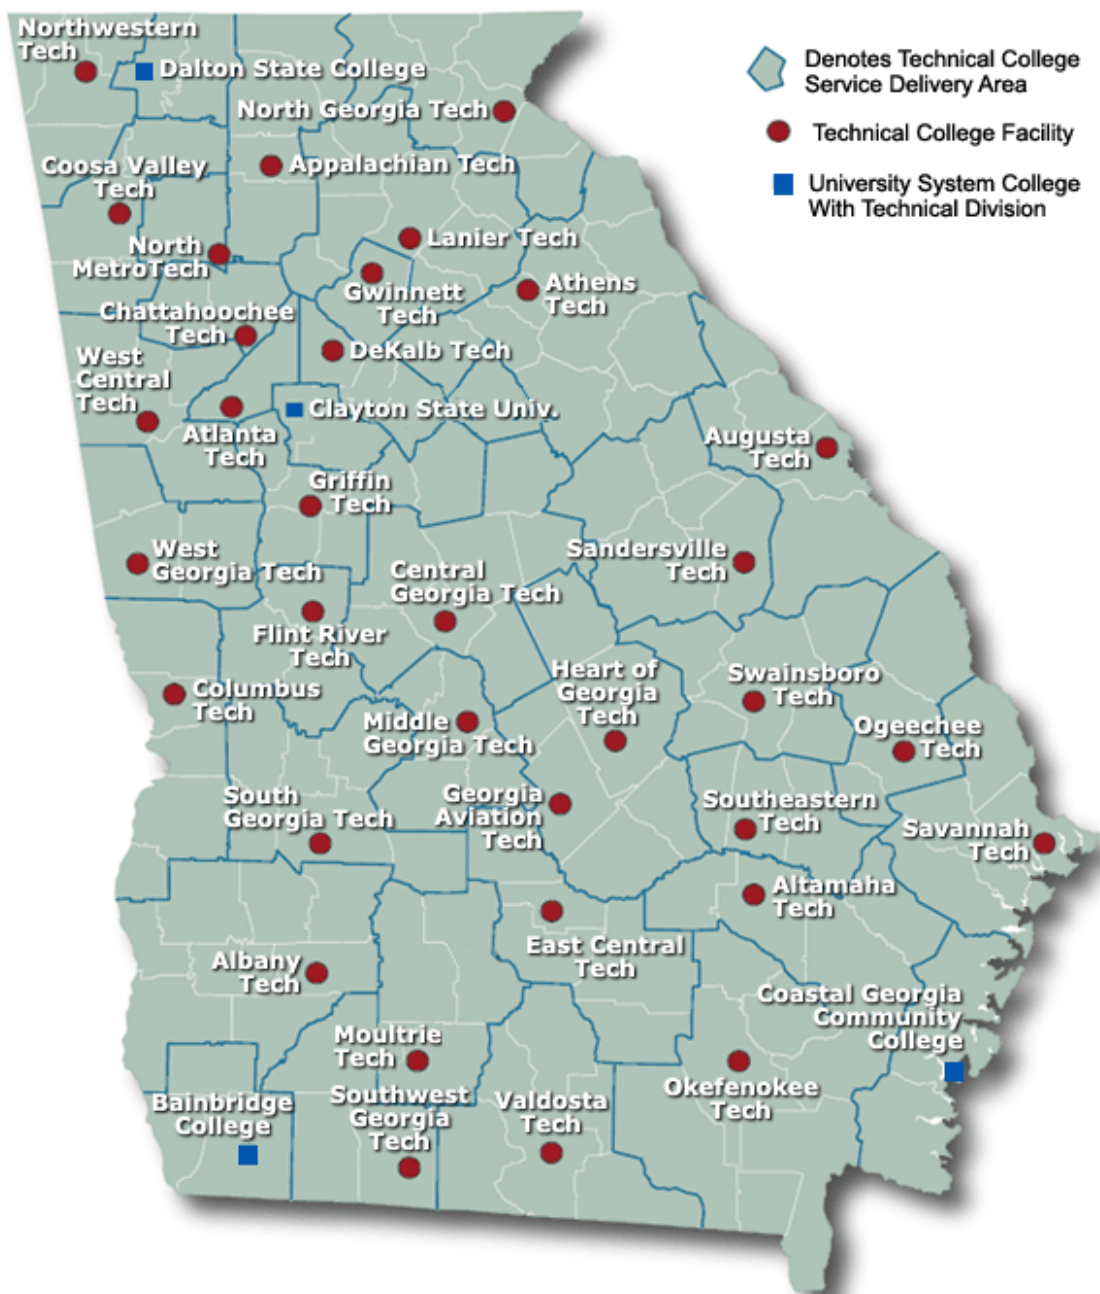 Northwestern
Tech
Dalton State College
North Georgia Tech
Coosa Valley
Tech
Appalachian Tech
North
MetroTech
Lanier Tech
Gwinnett
Tech
Athens
Tech
Chattahoochee
Tech
DeKalb Tech
West
Central
Tech
Atlanta
Tech
Clayton State Univ.
Augusta
Tech
Griffin
Tech
West
Georgia Tech
Central
Georgia Tech
Sandersville
Tech
Flint River
Tech
Columbus
Tech
Middle
Georgia Tech
Heart of
Georgia
Tech
Swainsboro
Tech
Ogeechee
Tech
South
Georgia Tech
Georgia
Aviation
Tech
Southeastern
Tech
Savannah
Tech
Altamaha
Tech
East Central
Tech
Albany
Tech
Coastal Georgia
Community
College
Moultrie
Tech
Okefenokee
Tech
Bainbridge
College
Southwest
Georgia
Tech
Valdosta
Tech
Denotes Technical College
Service Delivery Area
Technical College Facility
University System College
With Technical Division